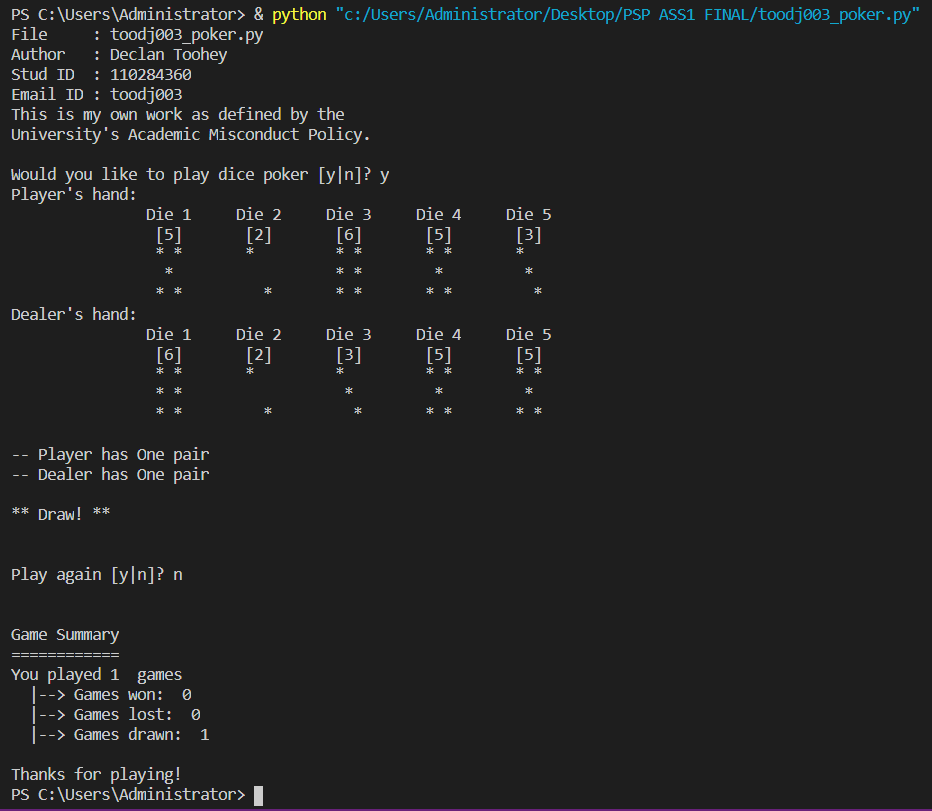 PS C:\Users\Administrator> & python "c:/Users/Administrator/Desktop/PSP ASS1 FINAL/toodj003_poker.py"
File     : toodj003_poker.py
Author   : Declan Toohey
Stud ID  : 110284360
Email ID : toodj003
This is my own work as defined by the
University's Academic Misconduct Policy.

Would you like to play dice poker [y|n]? y
Player's hand:
               Die 1     Die 2     Die 3     Die 4     Die 5
                [5]       [2]       [6]       [5]       [3]
                * *       *         * *       * *       *
                 *                  * *        *         *
                * *         *       * *       * *         *
Dealer's hand:
               Die 1     Die 2     Die 3     Die 4     Die 5
                [6]       [2]       [3]       [5]       [5]
                * *       *         *         * *       * *
                * *                  *         *         *
                * *         *         *       * *       * *

-- Player has One pair
-- Dealer has One pair

** Draw! **


Play again [y|n]? n


Game Summary
============
You played 1  games
  |--> Games won:  0
  |--> Games lost:  0
  |--> Games drawn:  1

Thanks for playing!
PS C:\Users\Administrator>